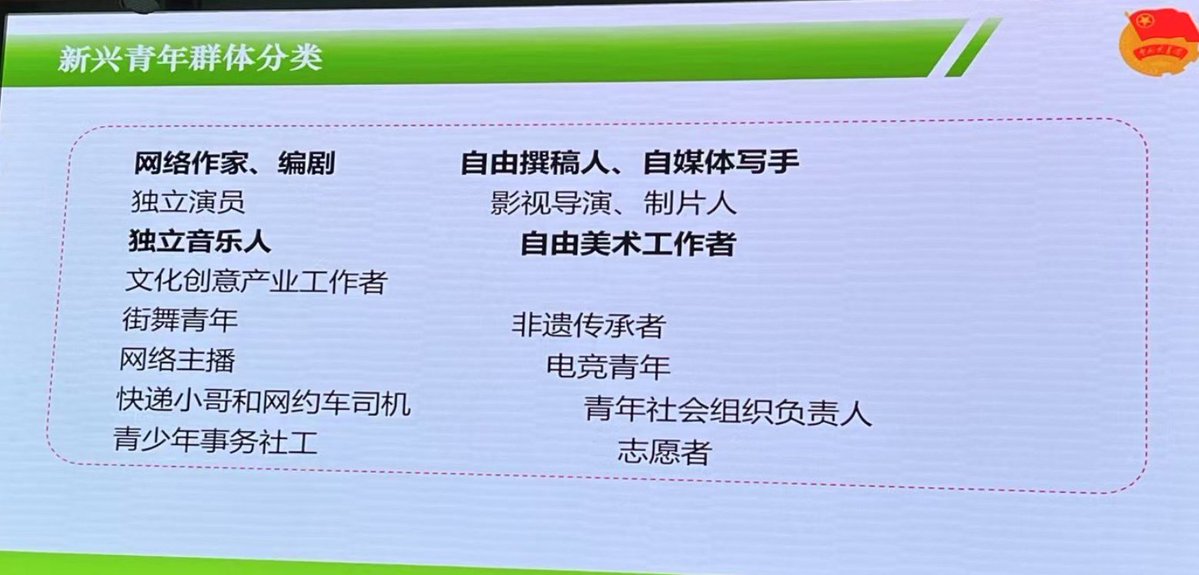 新兴青年群体分类
网络作家、编剧 自由撰稿人、自媒体写手
独立演员 影视导演、制片人
独立音乐人 自由美术工作者
文化创意产业工作者
街舞青年 非遗传承者
网络主播 电竞青年
快递小哥和网约车司机 青年社会组织负责人
青少年事务社工 志愿者